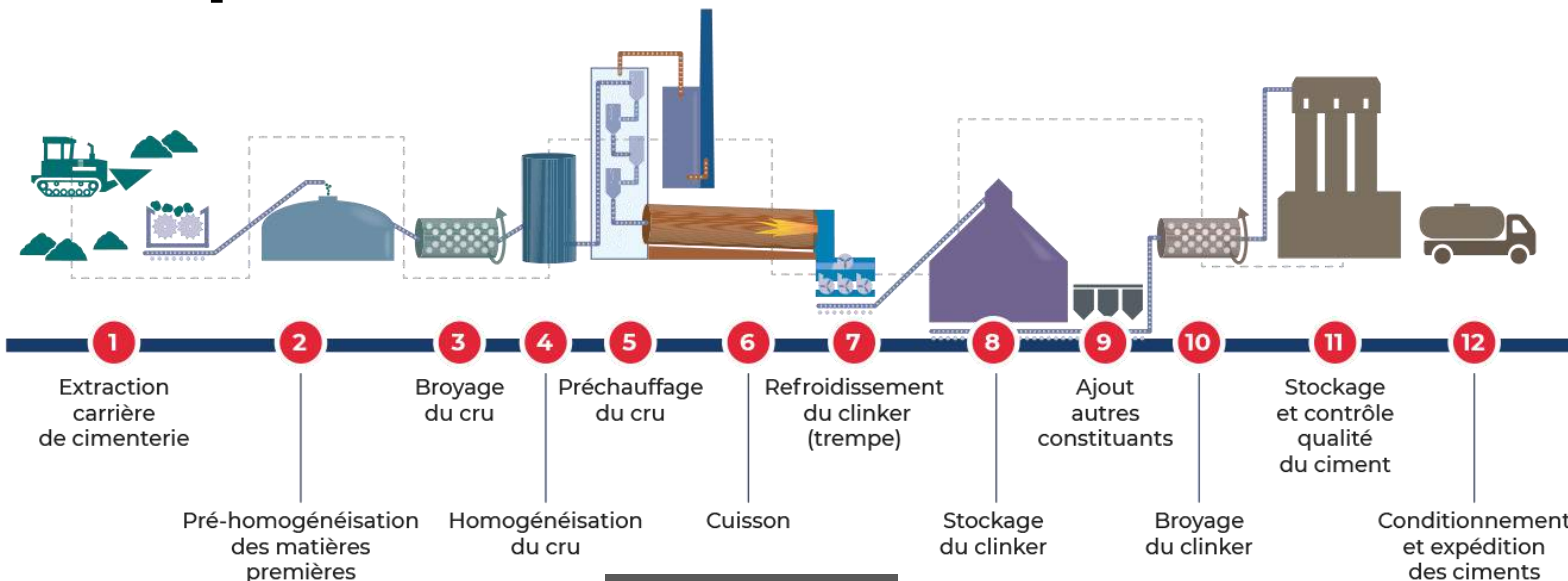 1
2
3
4
5
6
7
8
9
10
11
12
Extraction
carrière
de cimenterie
Pré-homogénéisation
des matières
premières
Broyage
du cru
Homogénéisation
du cru
Préchauffage
du cru
Cuisson
Refroidissement
du clinker
(trempe)
Stockage
du clinker
Ajout
autres
constituants
Broyage
du clinker
Stockage
et contrôle
qualité
du ciment
Conditionnement
et expédition
des ciments